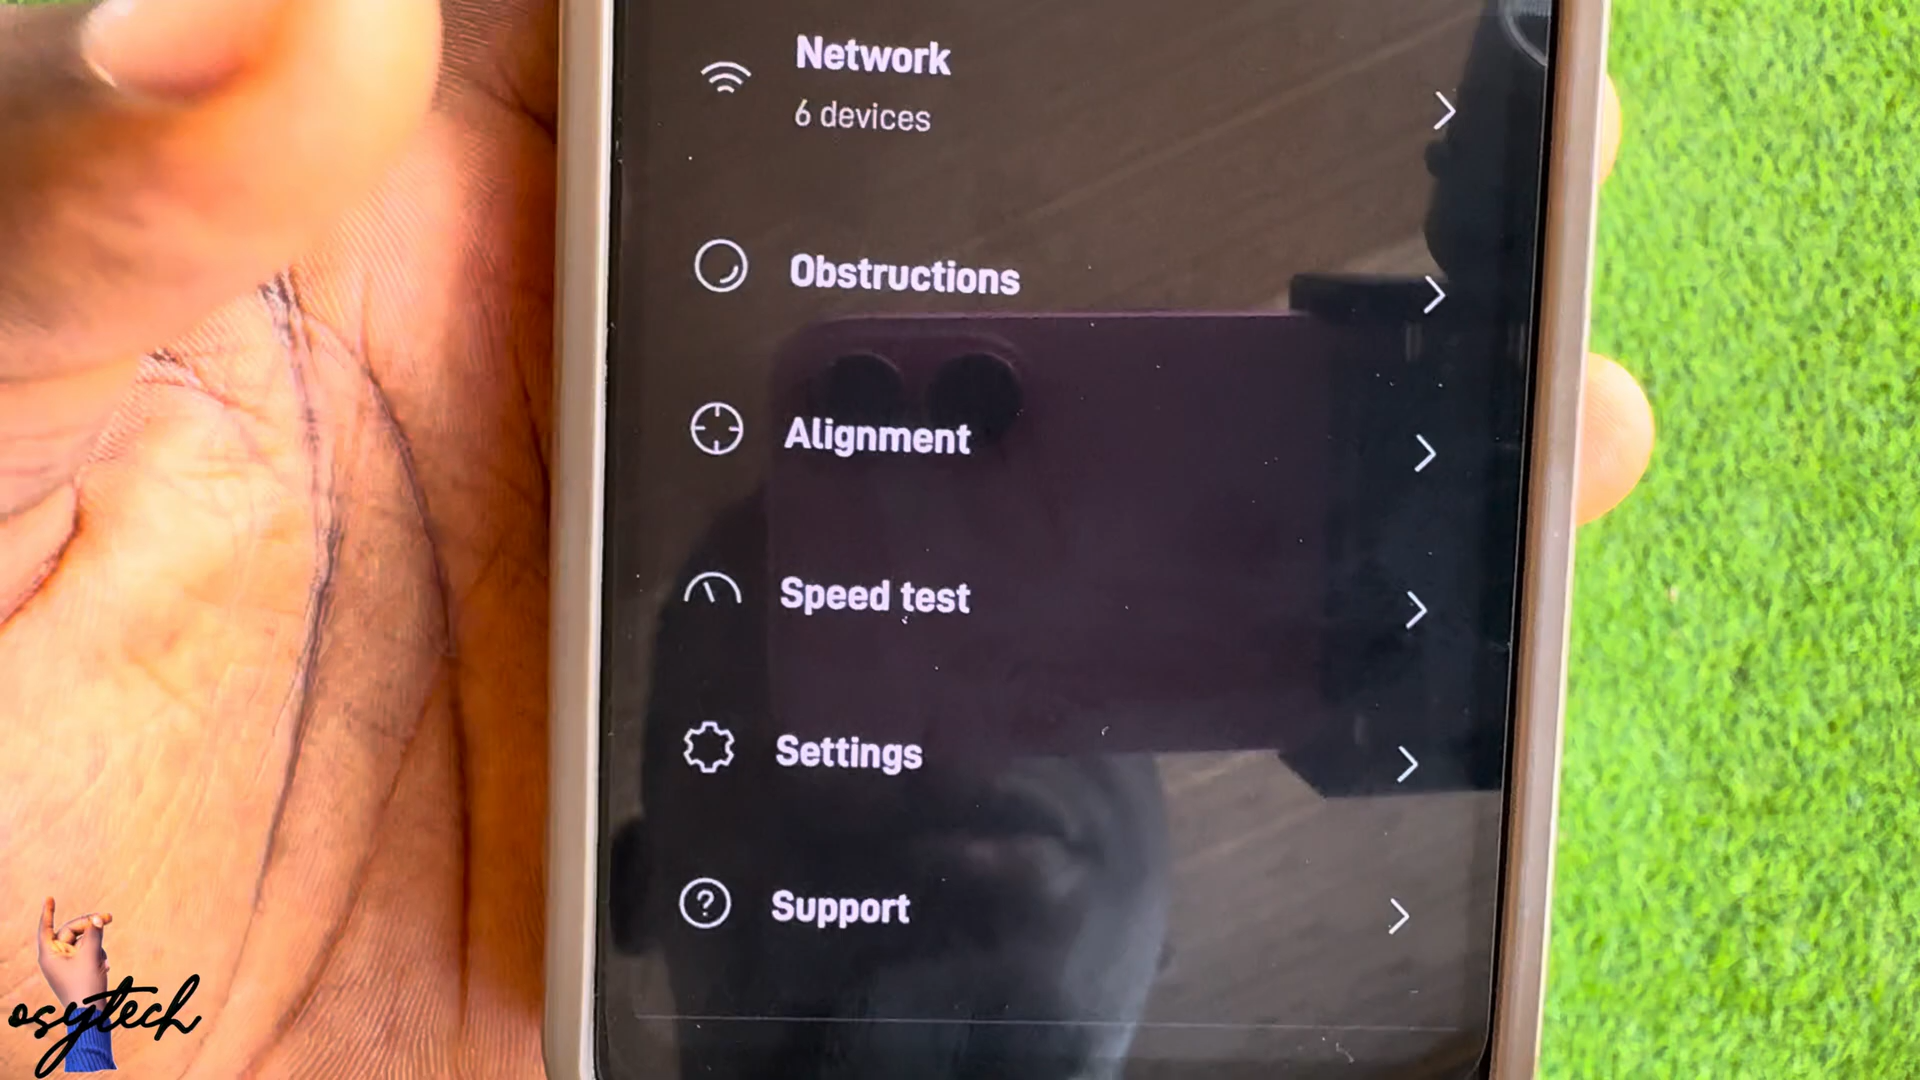 Network
6 devices
Obstructions
Alignment
Speed test
Settings
Support
osytech